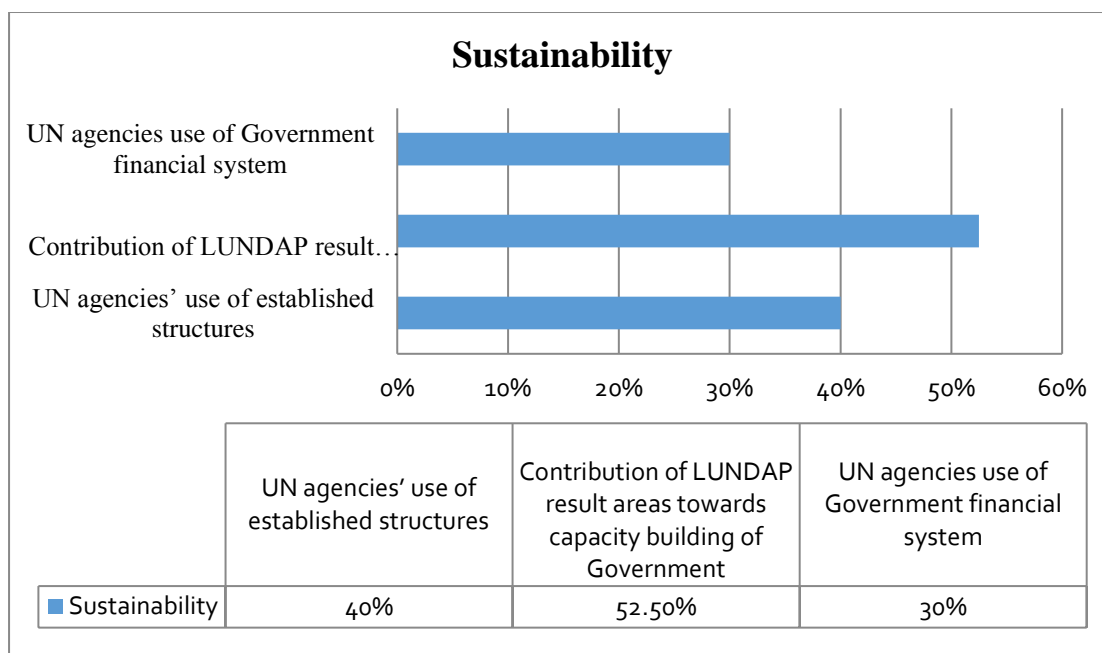 Sustainability
UN agencies use of Government
financial system
Contribution of LUNDAP result…
UN agencies’ use of established
structures
0% 10% 20% 30% 40% 50% 60%
UN agencies’ use of
established structures
Contribution of LUNDAP
result areas towards
capacity building of
Government
UN agencies use of
Government financial
system
Sustainability 40% 52.50% 30%